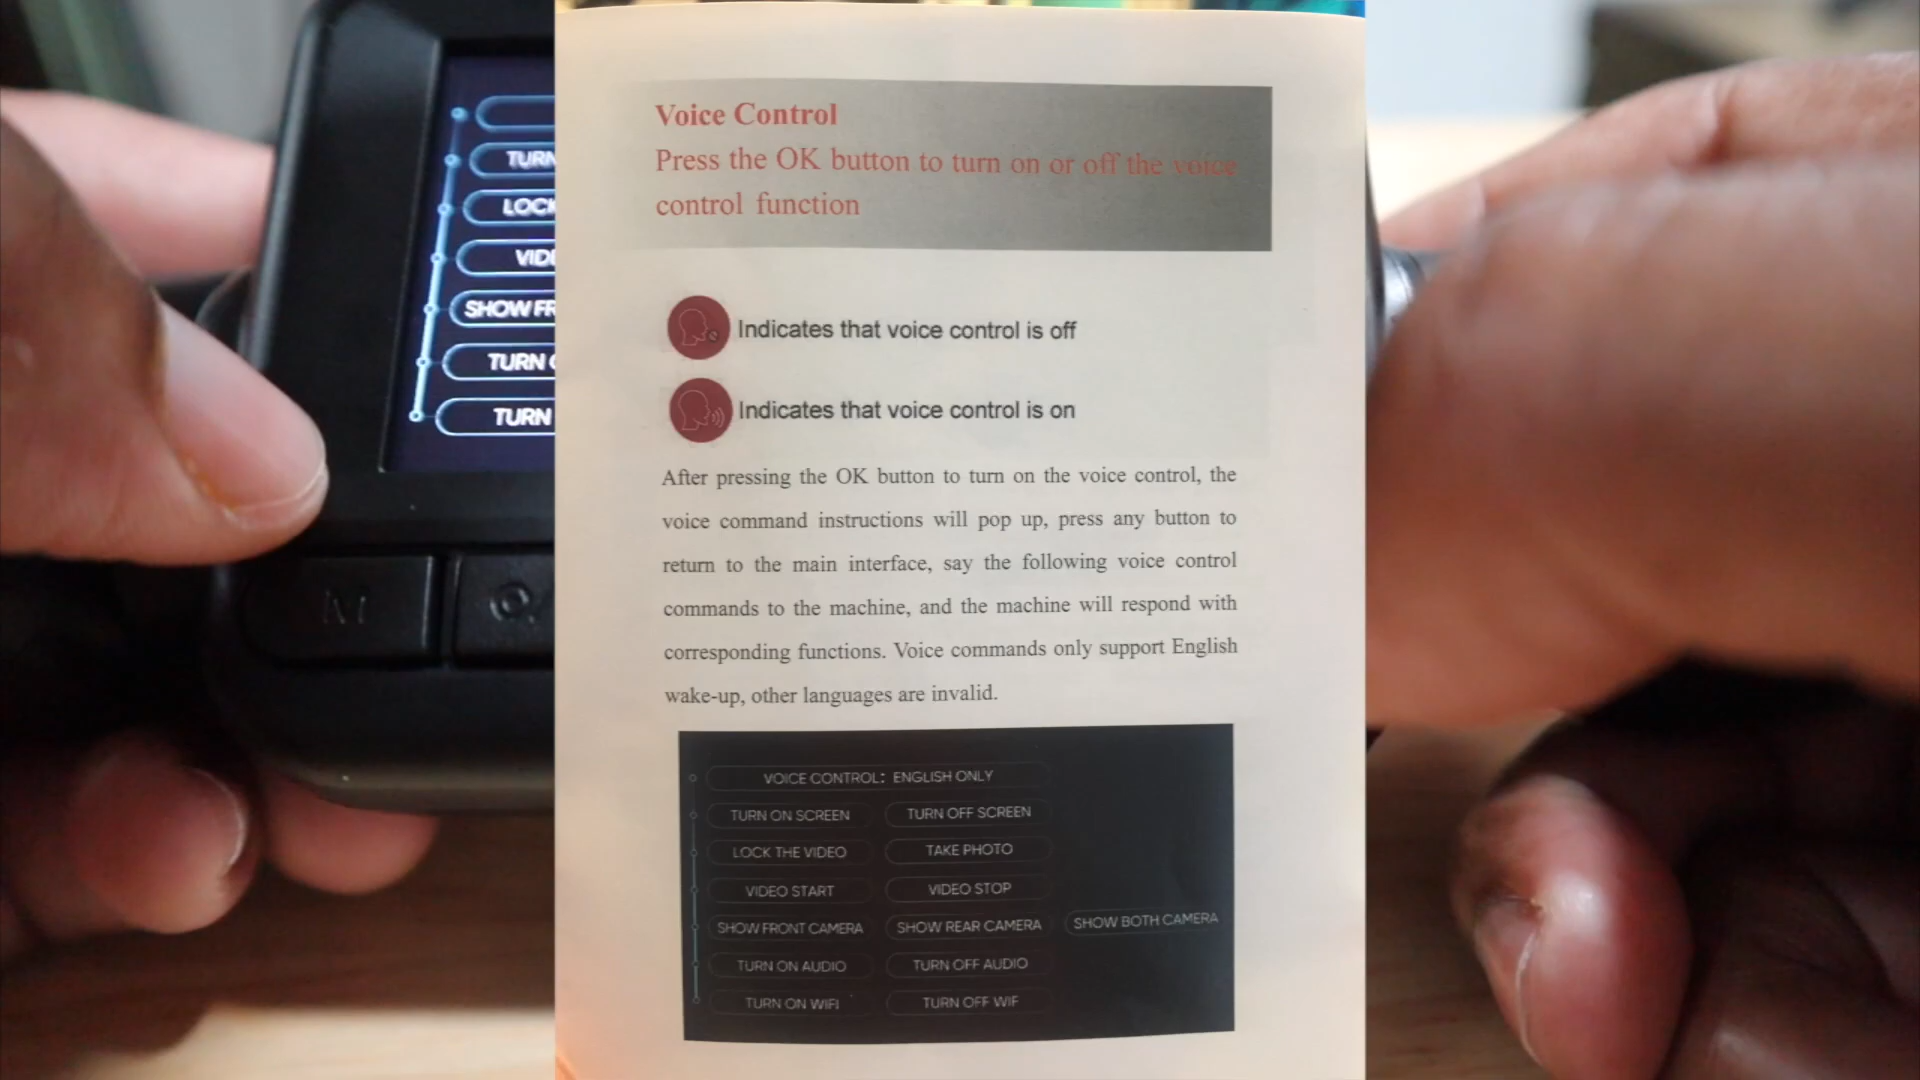 TURN
LOCK
VID
SHOW FR
TURN
TURN
M
Voice Control
Press the OK button to turn on or off the voice
control function
Indicates that voice control is off
Indicates that voice control is on
After pressing the OK button to turn on the voice control, the
voice command instructions will pop up, press any button to
return to the main interface, say the following voice control
commands to the machine, and the machine will respond with
corresponding functions. Voice commands only support English
wake-up, other languages are invalid.
VOICE CONTROL: ENGLISH ONLY
TURN ON SCREEN TURN OFF SCREEN
LOCK THE VIDEO TAKE PHOTO
VIDEO START VIDEO STOP
SHOW FRONT CAMERA SHOW REAR CAMERA SHOW BOTH CAMERA
TURN ON AUDIO TURN OFF AUDIO
TURN ON WIFI TURN OFF WIF